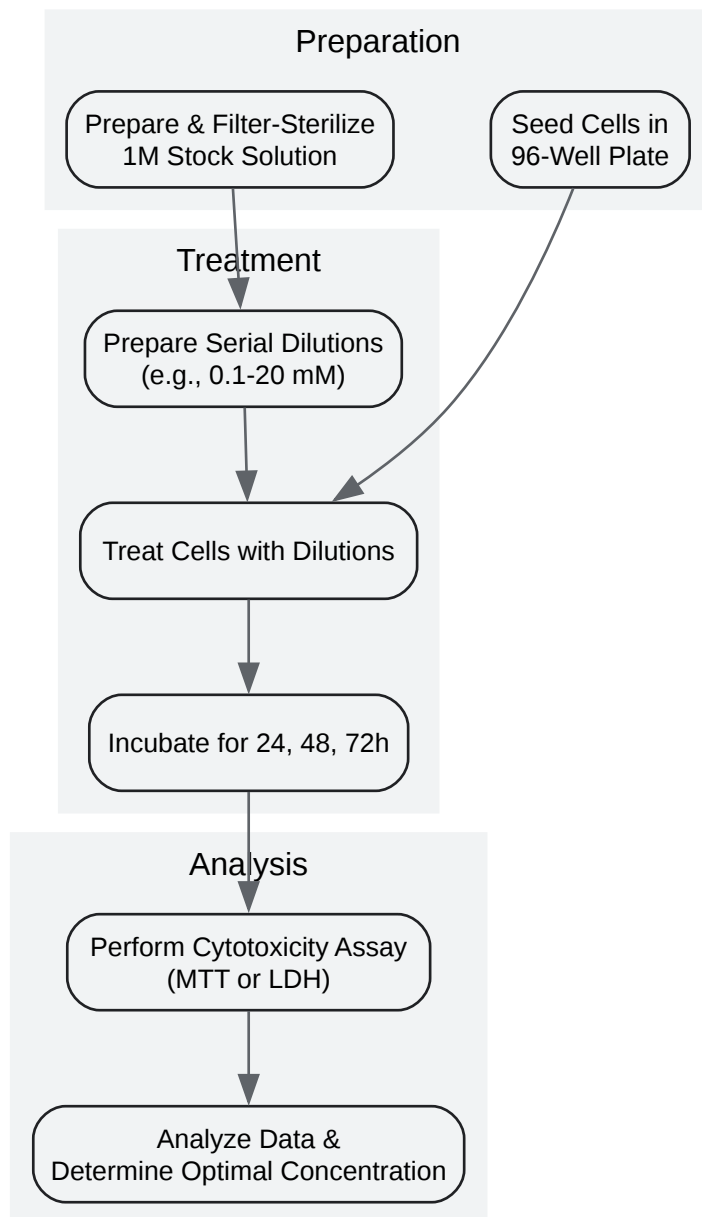 Preparation
Prepare & Filter-Sterilize
1M Stock Solution
Seed Cells in
96-Well Plate
Treatment
Prepare Serial Dilutions
(e.g., 0.1-20 mM)
Treat Cells with Dilutions
Incubate for 24, 48, 72h
Analysis
Perform Cytotoxicity Assay
(MTT or LDH)
Analyze Data &
Determine Optimal Concentration